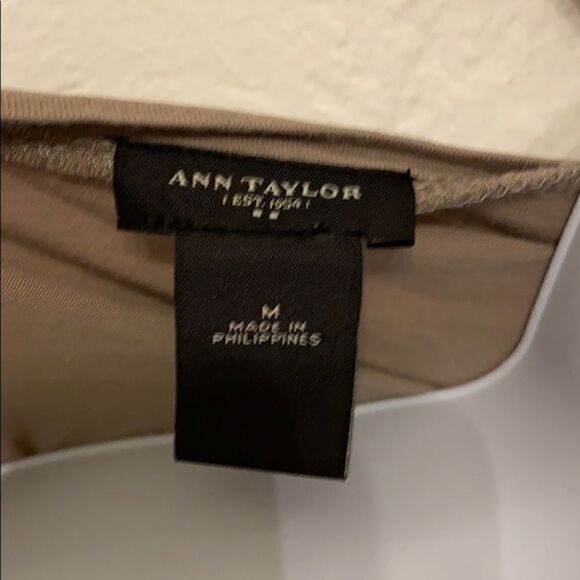 ANN TAYLOR
EST. 1954
M
MADE IN
PHILIPPINES